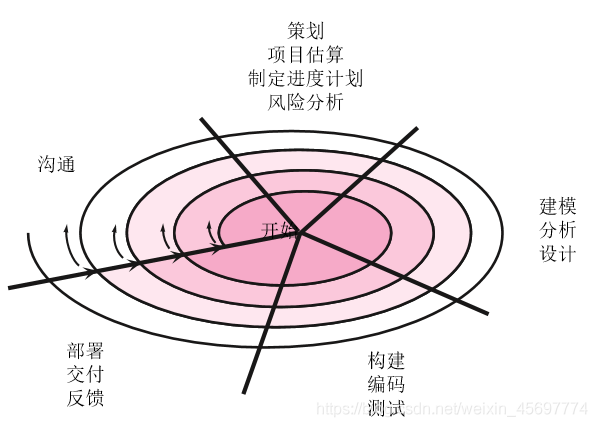 策划
项目估算
制定进度计划
风险分析
沟通
开始
建模
分析
设计
部署
交付
反馈
构建
编码
测试
https://blog.csdn.net/weixin_45697774